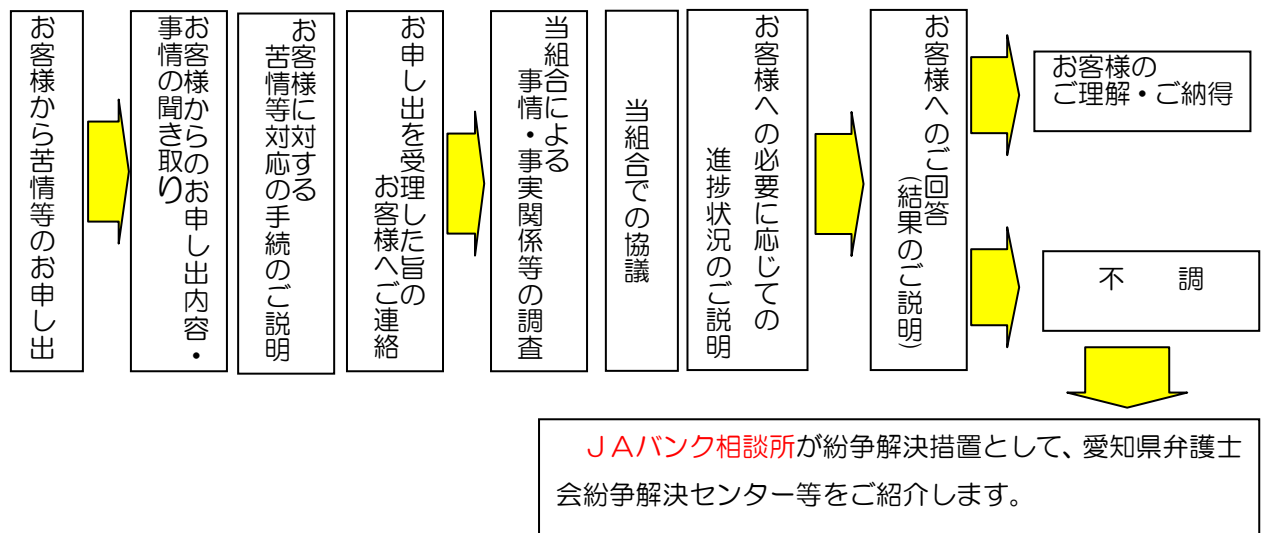 お客様から苦情等のお申し出
お客様からのお申し出内容・
事情の聞き取り
お客様に対する
苦情等対応の手続のご説明
お申し出を受理した旨の
お客様へご連絡
当組合による
事情・事実関係等の調査
当組合での協議
お客様への必要に応じての
進捗状況のご説明
お客様へのご回答
（結果のご説明）
お客様の
ご理解・ご納得
不　調
ＪＡバンク相談所が紛争解決措置として、愛知県弁護士
会紛争解決センター等をご紹介します。